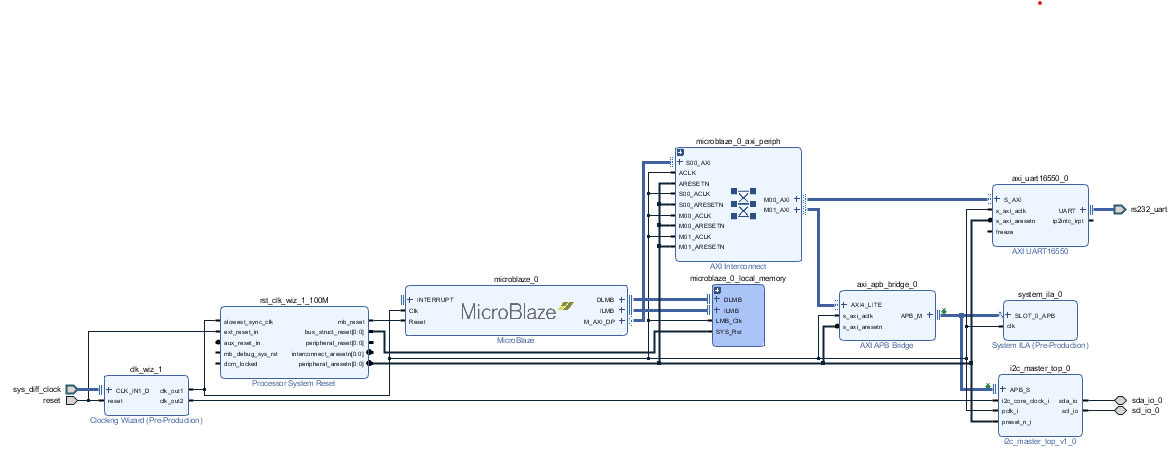 microblaze_0_axi_periph
S00_AXI
ACLK
ARESETN
S00_ACLK
S00_ARESETN
M00_ACLK
M00_ARESETN
M01_ACLK
M01_ARESETN
M00_AXI
M01_AXI
AXI Interconnect
axi_uart16550_0
S_AXI
s_axi_aclk
s_axi_aresetn
freeze
UART
ip2intc_irpt
AXI UART16550
rs232_uart
microblaze_0_local_memory
DLMB
ILMB
LMB_Clk
SYS_Rst
microblaze_0
INTERRUPT
Clk
Reset
MicroBlaze
DLMB
ILMB
M_AXI_DP
MicroBlaze
axi_apb_bridge_0
AXI4_LITE
s_axi_aclk
s_axi_aresetn
APB_M
AXI APB Bridge
system_ila_0
SLOT_0_APB
clk
System ILA (Pre-Production)
rst_clk_wiz_1_100M
slowest_sync_clk
ext_reset_in
aux_reset_in
mb_debug_sys_rst
dcm_locked
mb_reset
bus_struct_reset[0:0]
peripheral_reset[0:0]
interconnect_aresetn[0:0]
peripheral_aresetn[0:0]
Processor System Reset
clk_wiz_1
CLK_IN1_D
reset
clk_out1
clk_out2
Clocking Wizard (Pre-Production)
sys_diff_clock
reset
i2c_master_top_0
APB_S
i2c_core_clock_i
pclk_i
preset_n_i
sda_io
scl_io
i2c_master_top_v1_0
sda_io_0
scl_io_0